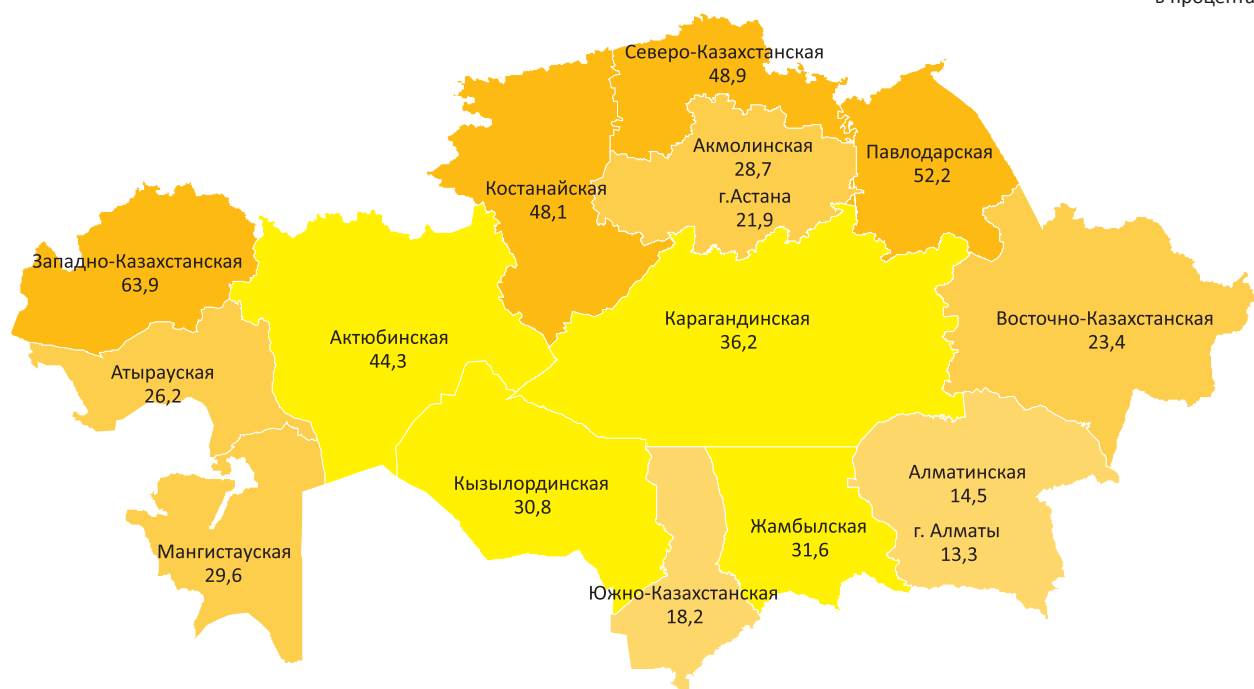 в процента
Северо-Казахстанская
48,9
Акмолинская
28,7
г.Астана
21,9
Павлодарская
52,2
Костанайская
48,1
Западно-Казахстанская
63,9
Актюбинская
44,3
Карагандинская
36,2
Восточно-Казахстанская
23,4
Атырауская
26,2
Кызылординская
30,8
Алматинская
14,5
г. Алматы
13,3
Жамбылская
31,6
Мангистауская
29,6
Южно-Казахстанская
18,2